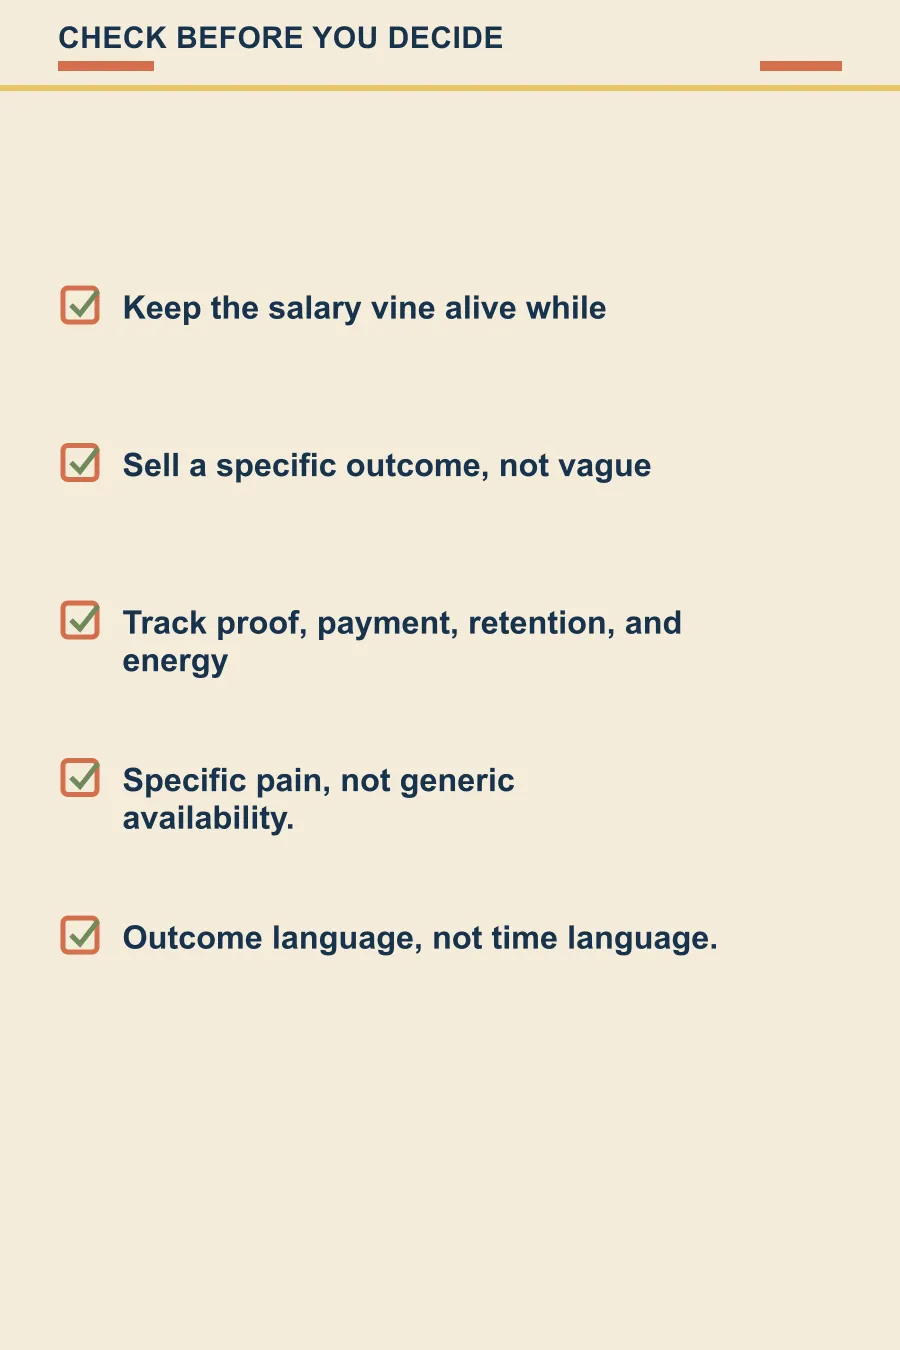 CHECK BEFORE YOU DECIDE
Keep the salary vine alive while
Sell a specific outcome, not vague
Track proof, payment, retention, and
energy
Specific pain, not generic
availability.
Outcome language, not time language.